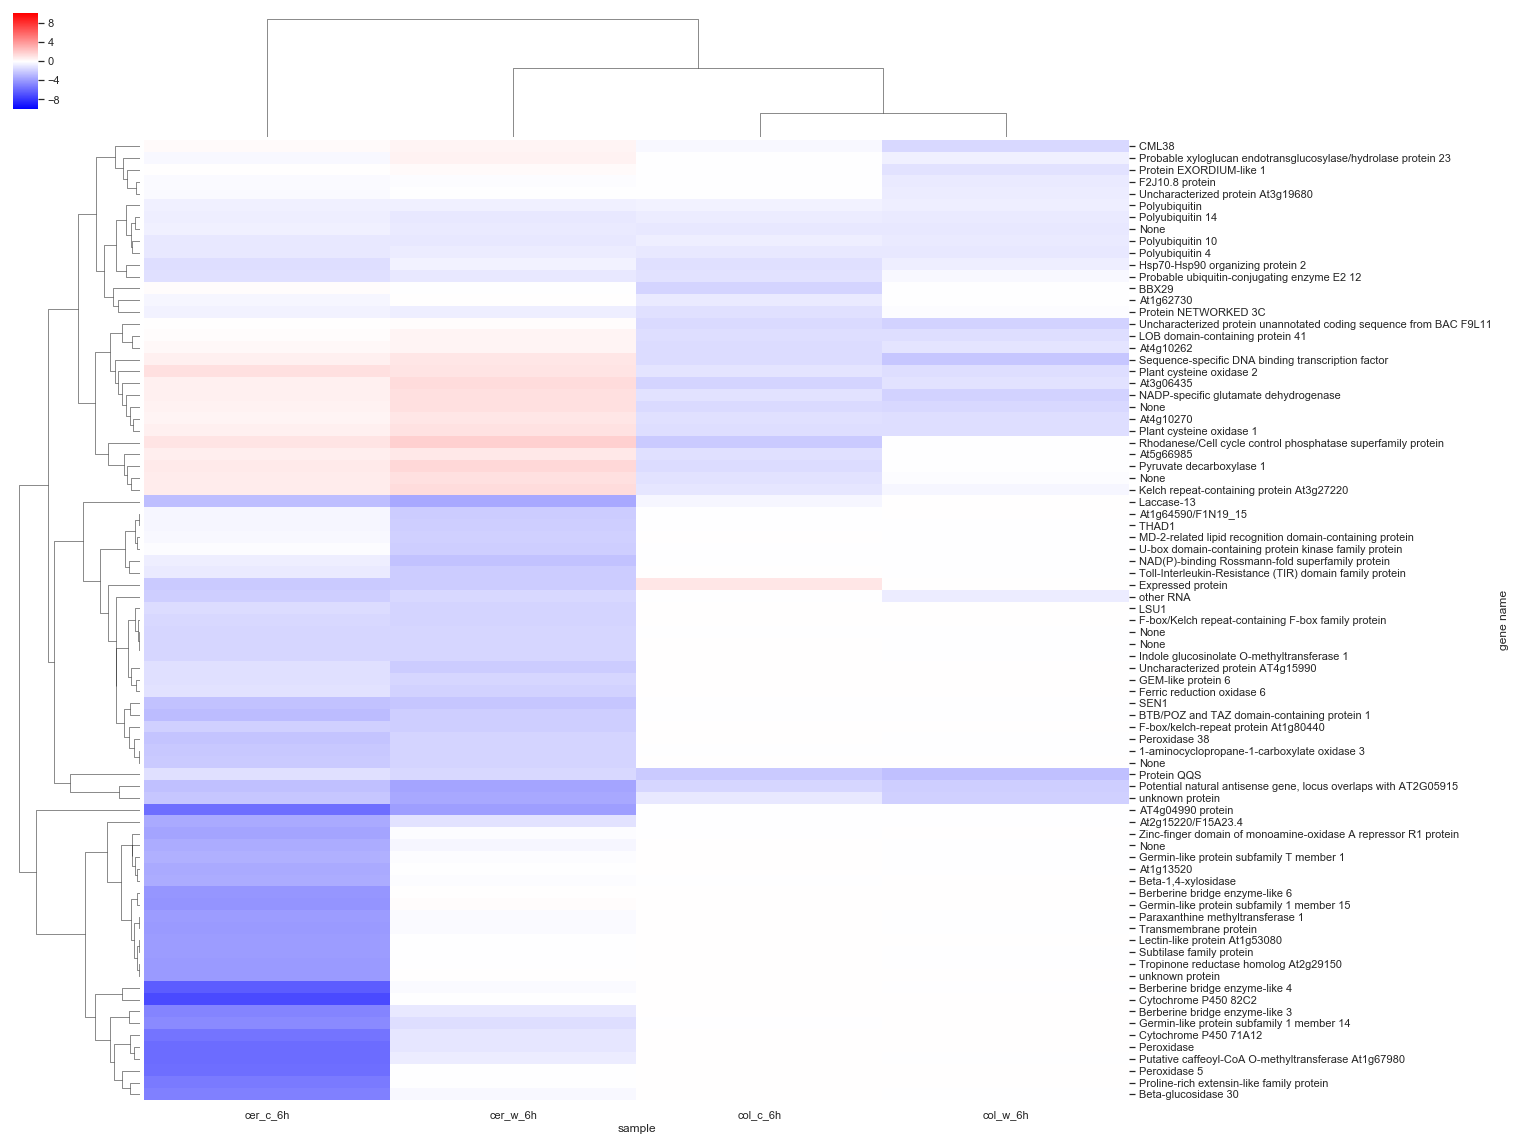 8
4
0
−4
−8
CML38
Probable xyloglucan endotransglucosylase/hydrolase protein 23
Protein EXORDIUM-like 1
F2J10.8 protein
Uncharacterized protein At3g19680
Polyubiquitin
Polyubiquitin 14
None
Polyubiquitin 10
Polyubiquitin 4
Hsp70-Hsp90 organizing protein 2
Probable ubiquitin-conjugating enzyme E2 12
BBX29
At1g62730
Protein NETWORKED 3C
Uncharacterized protein unannotated coding sequence from BAC F9L11
LOB domain-containing protein 41
At4g10262
Sequence-specific DNA binding transcription factor
Plant cysteine oxidase 2
At3g06435
NADP-specific glutamate dehydrogenase
None
At4g10270
Plant cysteine oxidase 1
Rhodanese/Cell cycle control phosphatase superfamily protein
At5g66985
Pyruvate decarboxylase 1
None
Kelch repeat-containing protein At3g27220
Laccase-13
At1g64590/F1N19_15
THAD1
MD-2-related lipid recognition domain-containing protein
U-box domain-containing protein kinase family protein
NAD(P)-binding Rossmann-fold superfamily protein
Toll-Interleukin-Resistance (TIR) domain family protein
Expressed protein
other RNA
LSU1
F-box/Kelch repeat-containing F-box family protein
None
None
Indole glucosinolate O-methyltransferase 1
Uncharacterized protein AT4g15990
GEM-like protein 6
Ferric reduction oxidase 6
SEN1
BTB/POZ and TAZ domain-containing protein 1
F-box/kelch-repeat protein At1g80440
Peroxidase 38
1-aminocyclopropane-1-carboxylate oxidase 3
None
Protein QQS
Potential natural antisense gene, locus overlaps with AT2G05915
unknown protein
AT4g04990 protein
At2g15220/F15A23.4
Zinc-finger domain of monoamine-oxidase A repressor R1 protein
None
Germin-like protein subfamily T member 1
At1g13520
Beta-1,4-xylosidase
Berberine bridge enzyme-like 6
Germin-like protein subfamily 1 member 15
Paraxanthine methyltransferase 1
Transmembrane protein
Lectin-like protein At1g53080
Subtilase family protein
Tropinone reductase homolog At2g29150
unknown protein
Berberine bridge enzyme-like 4
Cytochrome P450 82C2
Berberine bridge enzyme-like 3
Germin-like protein subfamily 1 member 14
Cytochrome P450 71A12
Peroxidase
Putative caffeoyl-CoA O-methyltransferase At1g67980
Peroxidase 5
Proline-rich extensin-like family protein
Beta-glucosidase 30
gene name
cer_c_6h
cer_w_6h
col_c_6h
col_w_6h
sample